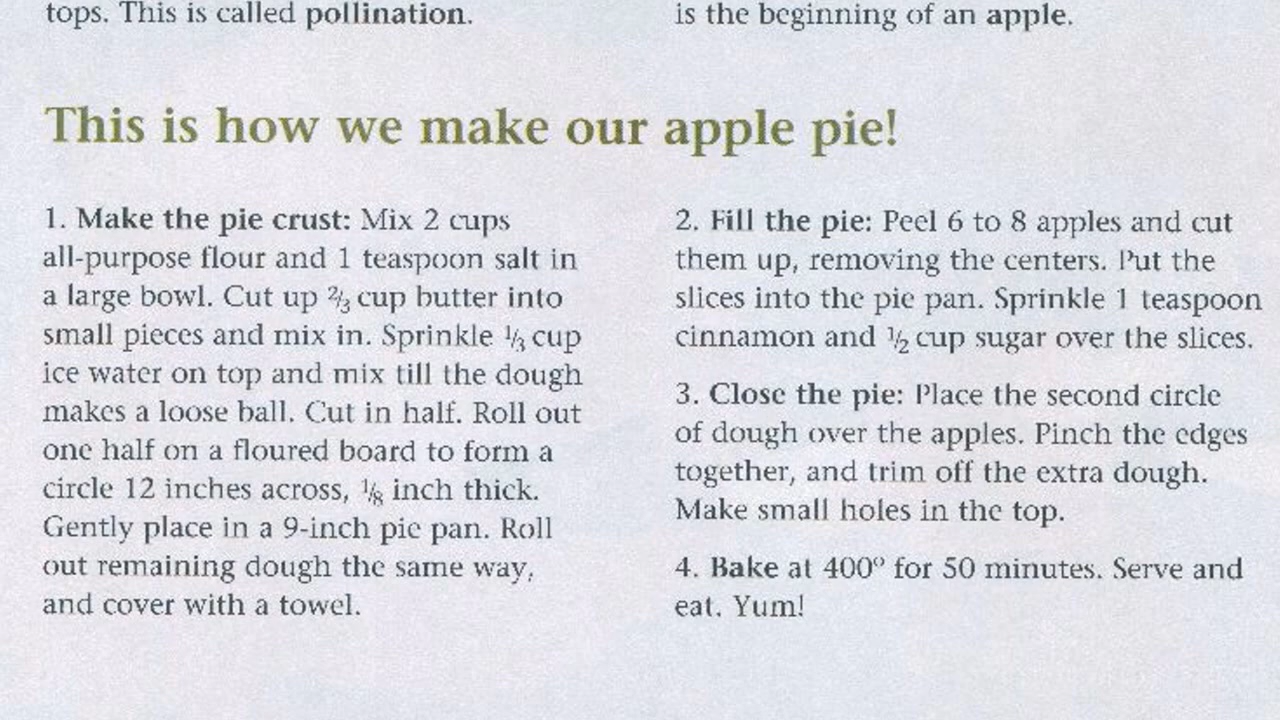 tops. This is called pollination.
is the beginning of an apple.
This is how we make our apple pie!
1. Make the pie crust: Mix 2 cups
all-purpose flour and 1 teaspoon salt in
a large bowl. Cut up ⅔ cup butter into
small pieces and mix in. Sprinkle ⅓ cup
ice water on top and mix till the dough
makes a loose ball. Cut in half. Roll out
one half on a floured board to form a
circle 12 inches across, ⅛ inch thick.
Gently place in a 9-inch pie pan. Roll
out remaining dough the same way,
and cover with a towel.
2. Fill the pie: Peel 6 to 8 apples and cut
them up, removing the centers. Put the
slices into the pie pan. Sprinkle 1 teaspoon
cinnamon and ½ cup sugar over the slices.
3. Close the pie: Place the second circle
of dough over the apples. Pinch the edges
together, and trim off the extra dough.
Make small holes in the top.
4. Bake at 400º for 50 minutes. Serve and
eat. Yum!